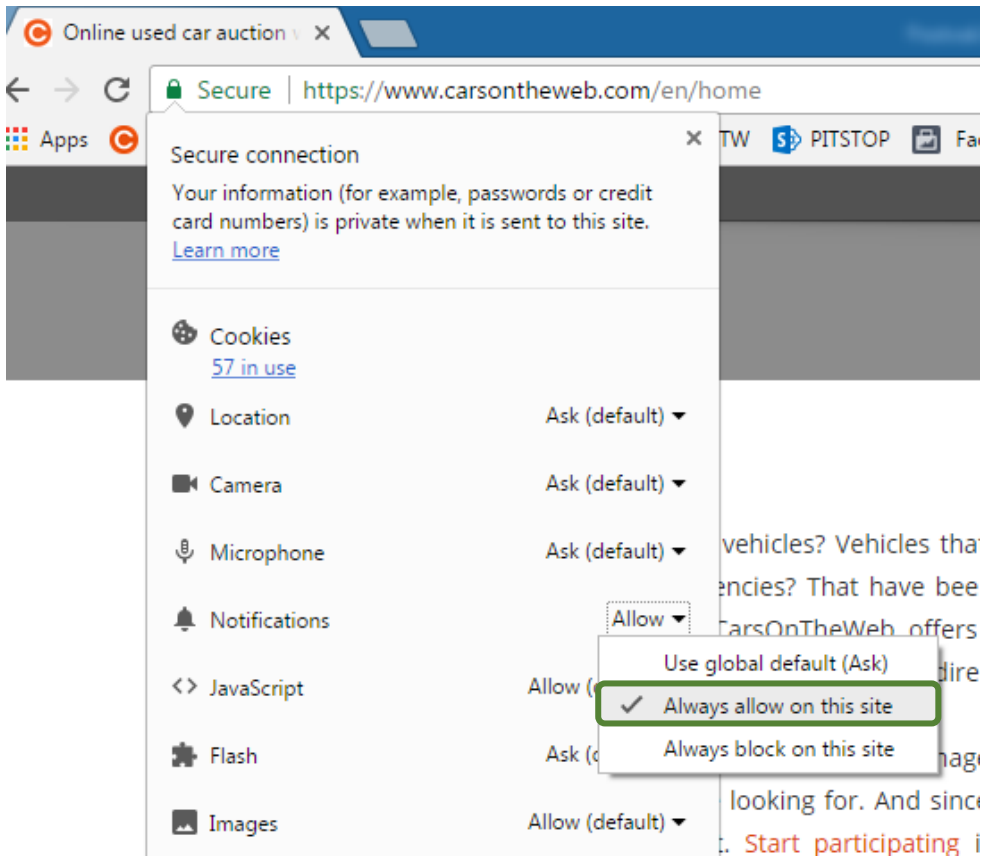 Online used car auction
Secure https://www.carsontheweb.com/en/home
Apps TW PITSTOP
Secure connection
Your information (for example, passwords or credit
card numbers) is private when it is sent to this site.
Learn more
Cookies
57 in use
Location Ask (default)
Camera Ask (default)
Microphone Ask (default)
Notifications Allow
Use global default (Ask)
Always allow on this site
Always block on this site
JavaScript Allow
Flash Ask
Images Allow (default)
vehicles? Vehicles
That have
CarsOnTheWeb offers
looking for. And
Start participating